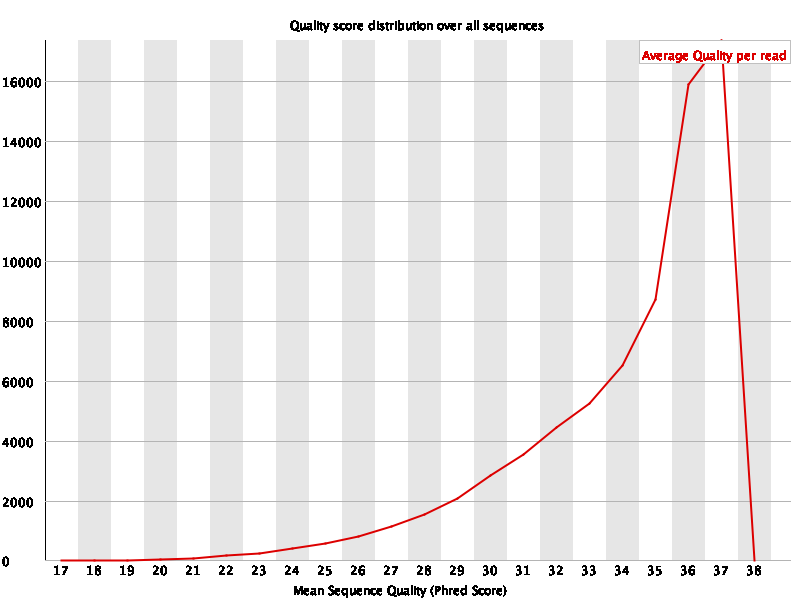 Quality score distribution over all sequences
Average Quality per read
16000
14000
12000
10000
8000
6000
4000
2000
0
17 18 19 20 21 22 23 24 25 26 27 28 29 30 31 32 33 34 35 36 37 38
Mean Sequence Quality (Phred Score)